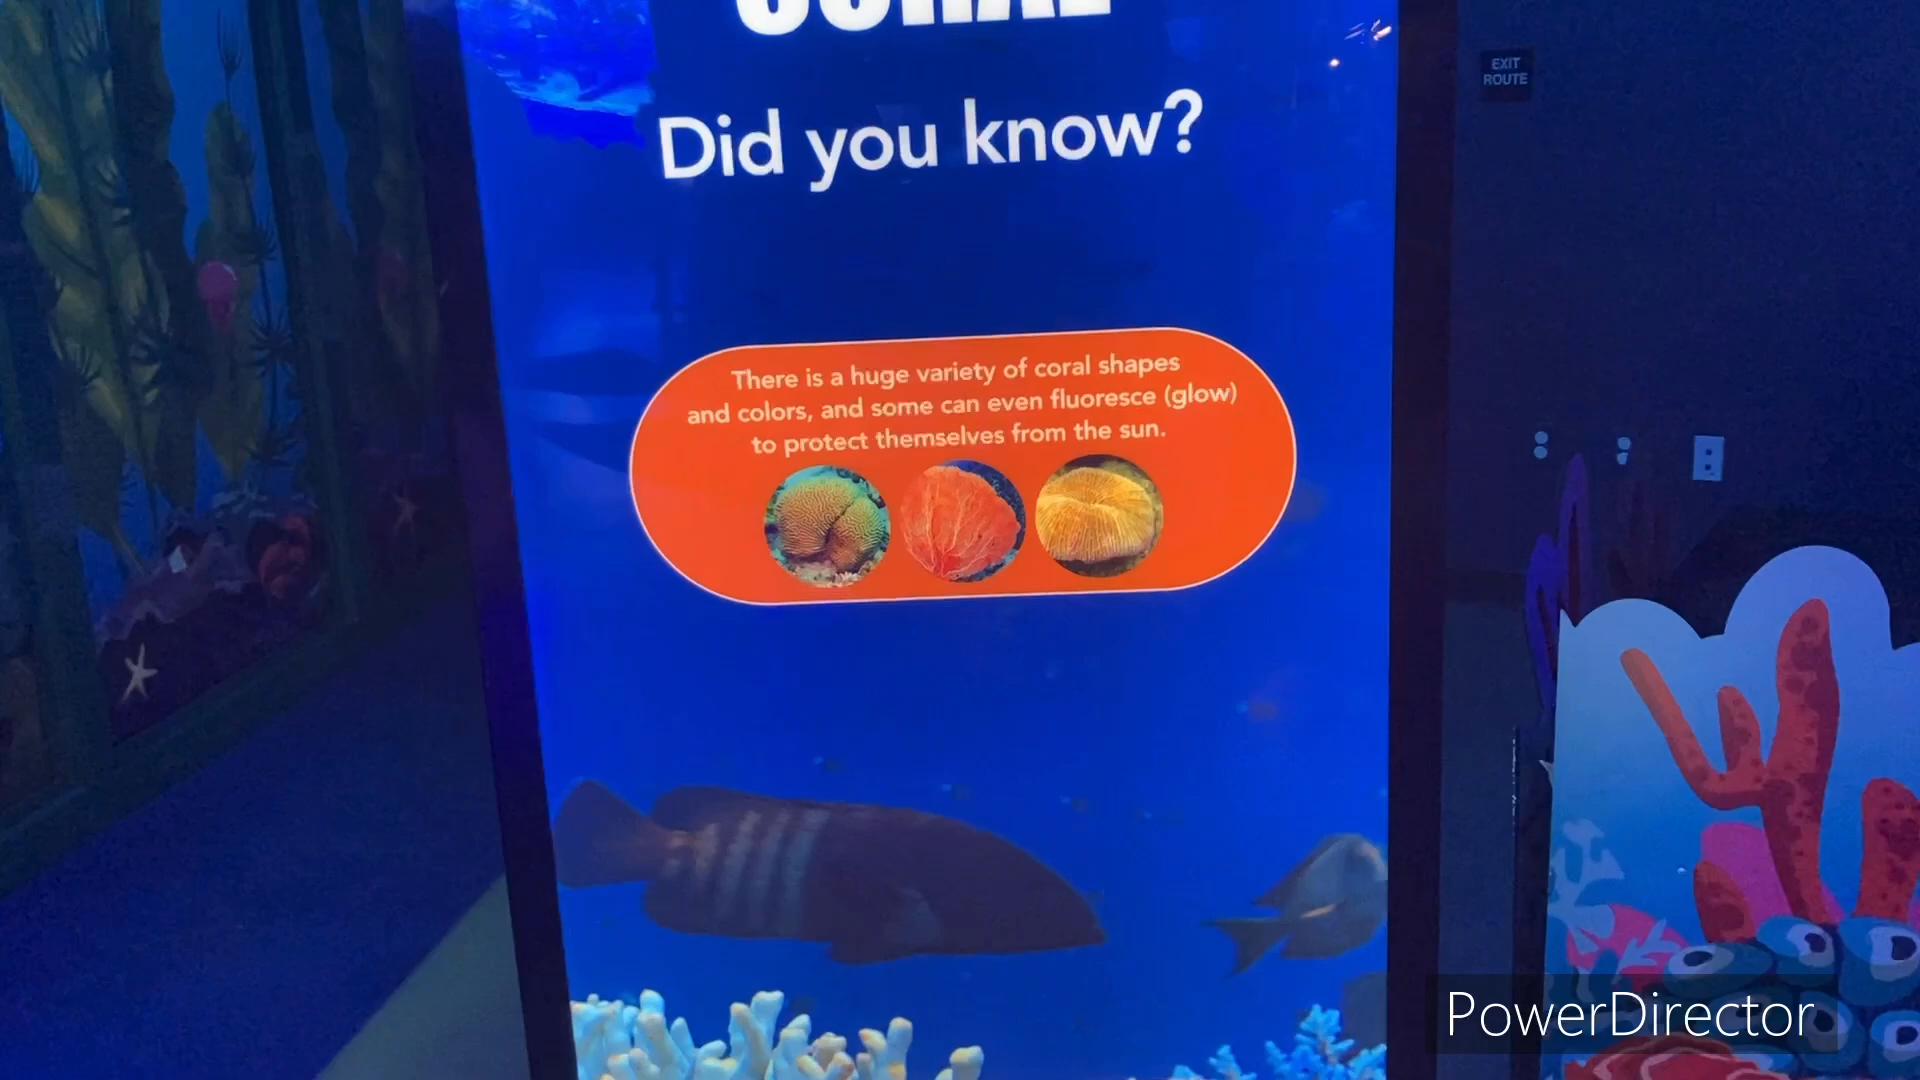 CORAL
Did you know?
EXIT
ROUTE
There is a huge variety of coral shapes
and colors, and some can even fluoresce (glow)
to protect themselves from the sun.
PowerDirector